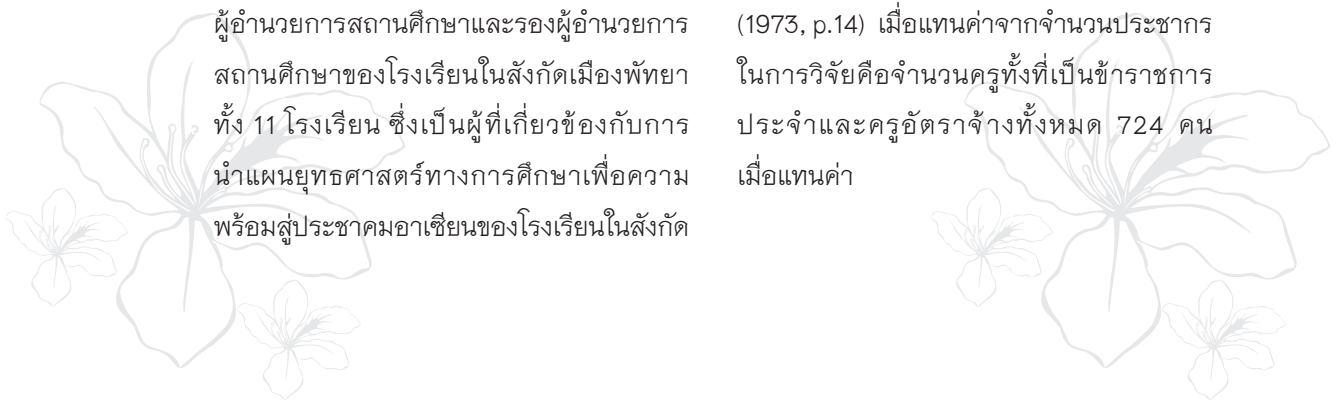 ผู้อำนวยการสถานศึกษาและรองผู้อำนวยการ
สถานศึกษาของโรงเรียนในสังกัดเมืองพัทยา
ทั้ง 11 โรงเรียน ซึ่งเป็นผู้ที่เกี่ยวข้องกับการ
นำแผนยุทธศาสตร์ทางการศึกษาเพื่อความ
พร้อมสู่ประชาคมอาเซียนของโรงเรียนในสังกัด
(1973, p.14) เมื่อแทนค่าจากจำนวนประชากร
ในการวิจัยคือจำนวนครูทั้งที่เป็นข้าราชการ
ประจำและครูอัตราจ้างทั้งหมด 724 คน
เมื่อแทนค่า